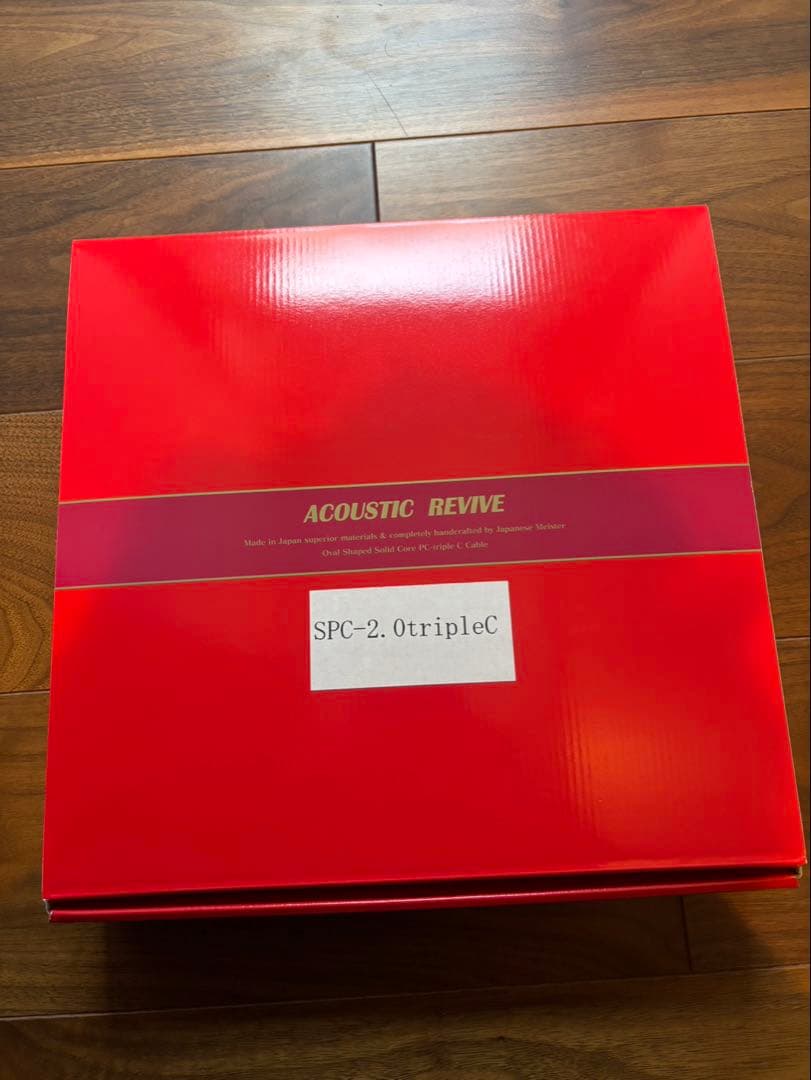 ACOUSTIC REVIVE
Made in Japan superior materials & completely handcrafted by Japanese Meister
Oval Shaped Solid Core PC-triple C Cable
SPC-2.0tripleC